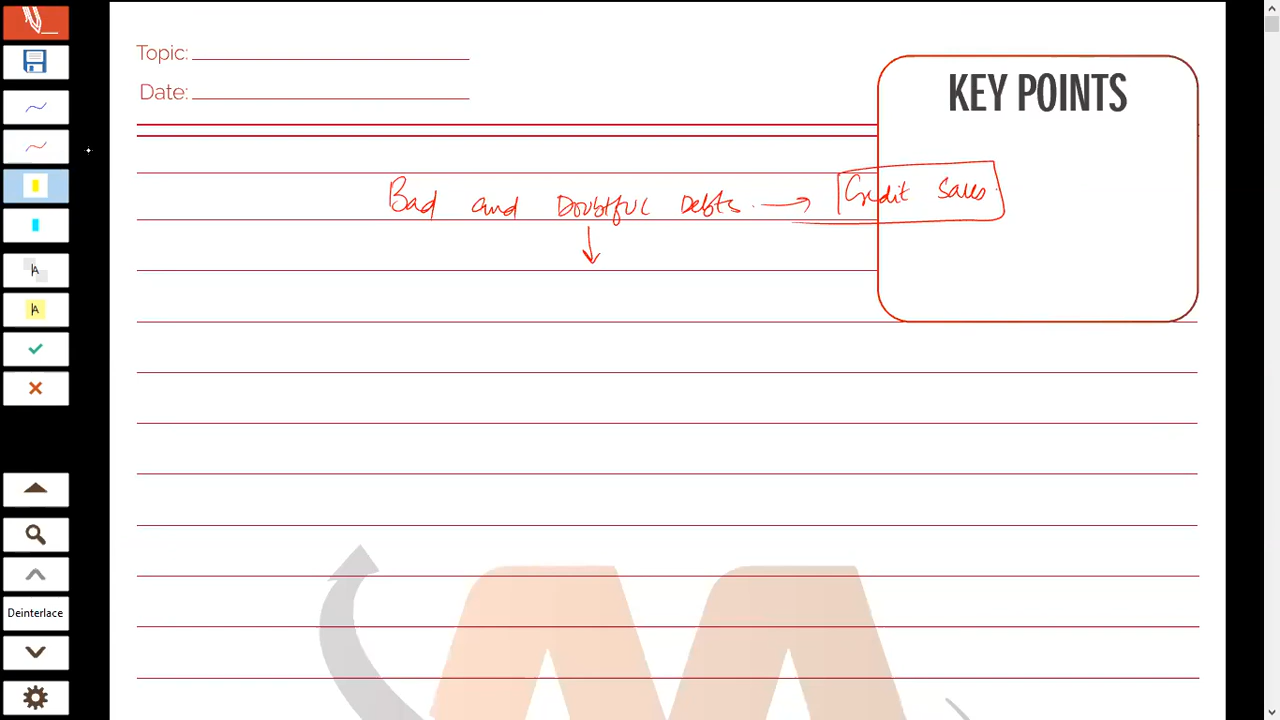 Topic:
KEY POINTS
Date:
Bad and Doubtful Debts. → Credit Sales.
↓
A
A
Deinterlace